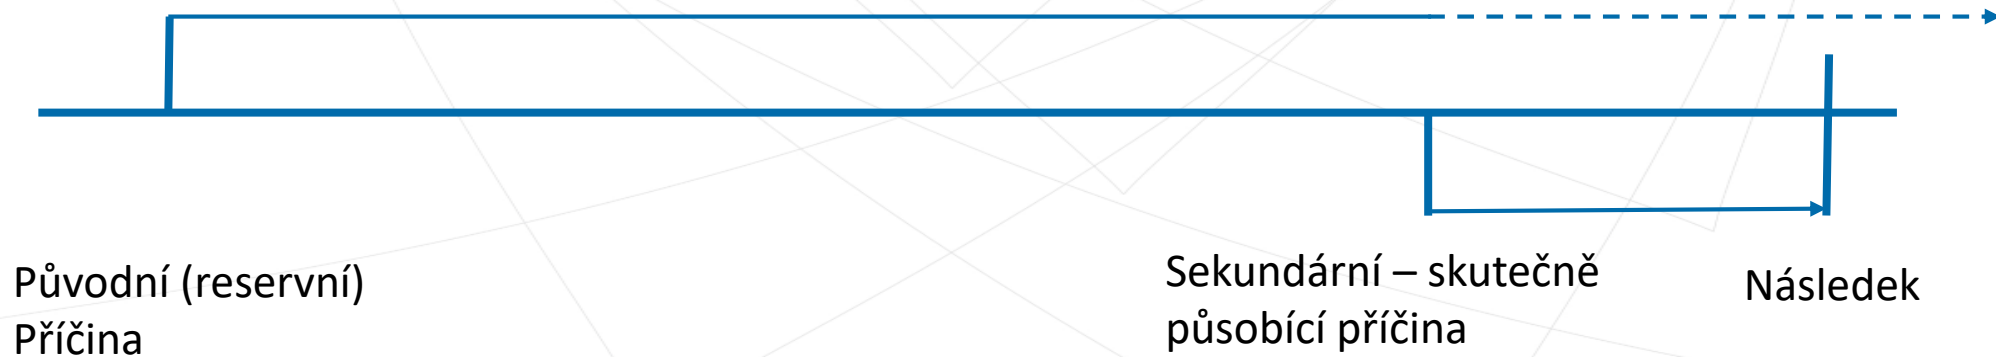 Původní (reservní)
Příčina
Sekundární – skutečně
působící příčina
Následek